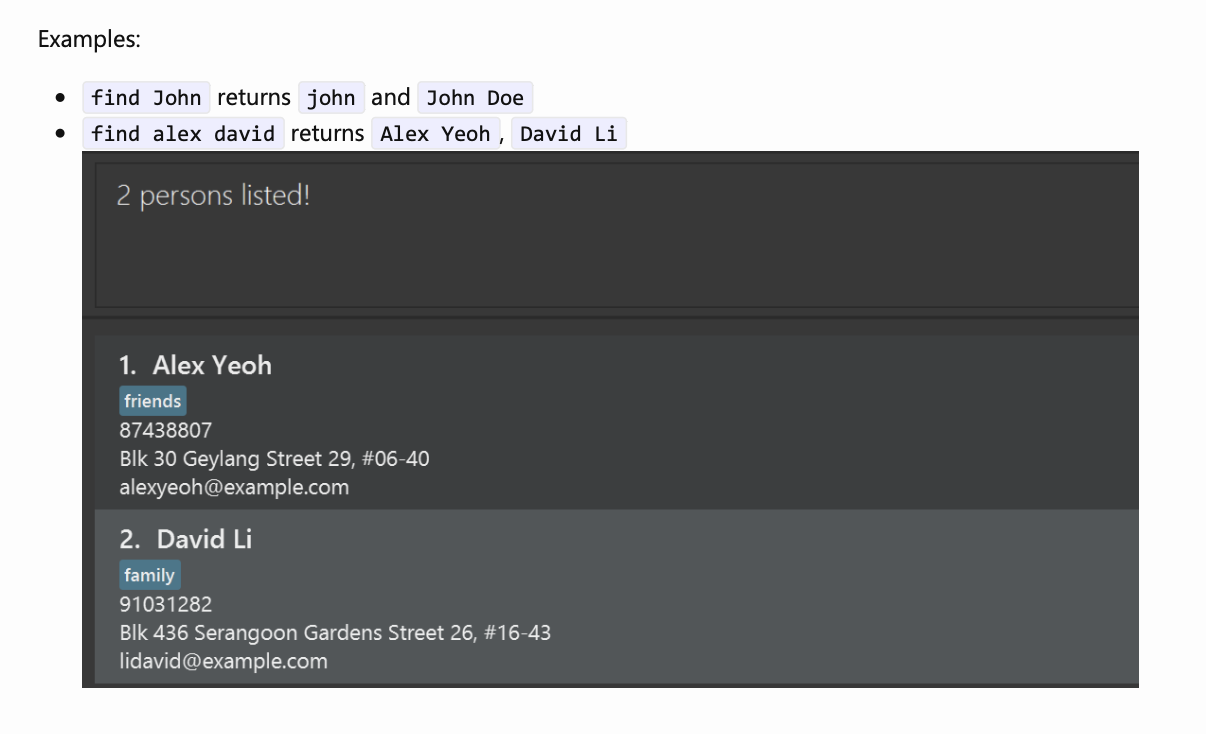 Examples:
find John returns john and John Doe
find alex david returns Alex Yeoh, David Li
2 persons listed!
1. Alex Yeoh
friends
87438807
Blk 30 Geylang Street 29, #06-40
alexyeoh@example.com
2. David Li
family
91031282
Blk 436 Serangoon Gardens Street 26, #16-43
lidavid@example.com